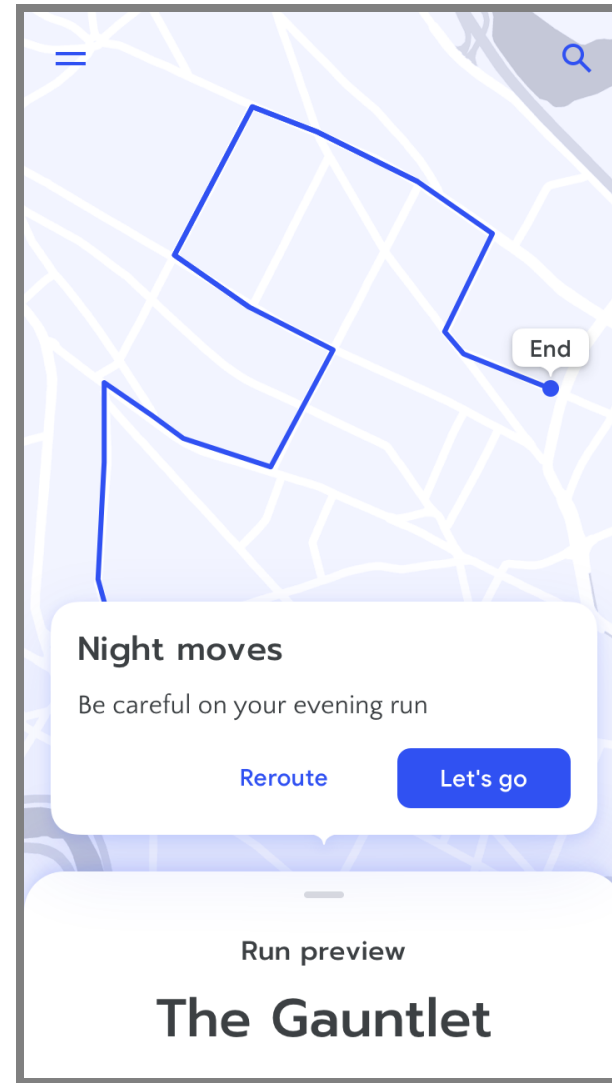 End
Night moves
Be careful on your evening run
Reroute
Let's go
Run preview
The Gauntlet